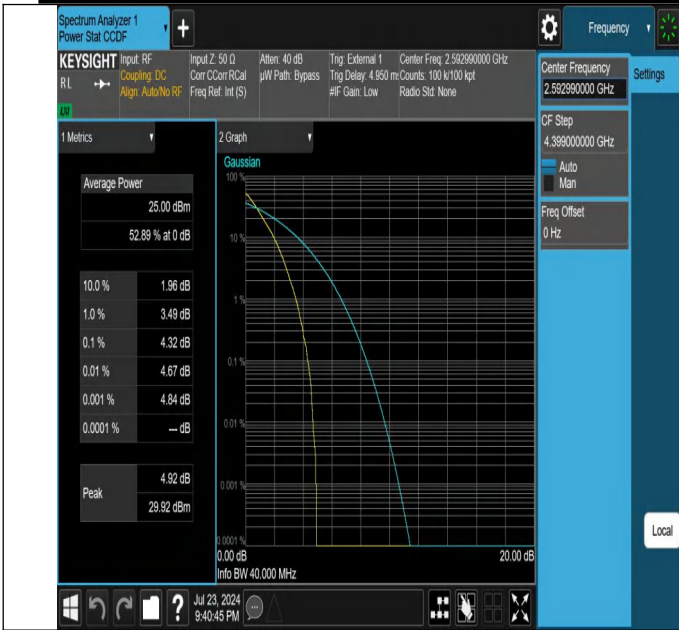 Spectrum Analyzer 1
Power Stat CCDF
Frequency
KEYSIGHT
RL
LXI
Input: RF
Coupling: DC
Align: Auto/No RF
Input Z: 50 Ω
Corr CCorr RCal
Freq Ref: Int (S)
Atten: 40 dB
µW Path: Bypass
Trig: External 1
Trig Delay: 4.950 m
#IF Gain: Low
Center Freq: 2.592990000 GHz
Counts: 100 k/100 kpt
Radio Std: None
Center Frequency
2.592990000 GHz
Settings
CF Step
4.399000000 GHz
Auto
Man
Freq Offset
0 Hz
1 Metrics
Average Power
25.00 dBm
52.89 % at 0 dB
10.0 % 1.96 dB
1.0 % 3.49 dB
0.1 % 4.32 dB
0.01 % 4.67 dB
0.001 % 4.84 dB
0.0001 % --- dB
Peak
4.92 dB
29.92 dBm
2 Graph
Gaussian
100 %
10 %
1 %
0.1 %
0.01 %
0.001 %
0.0001 %
0.00 dB 20.00 dB
Info BW 40.000 MHz
Local
?
Jul 23, 2024
9:40:45 PM